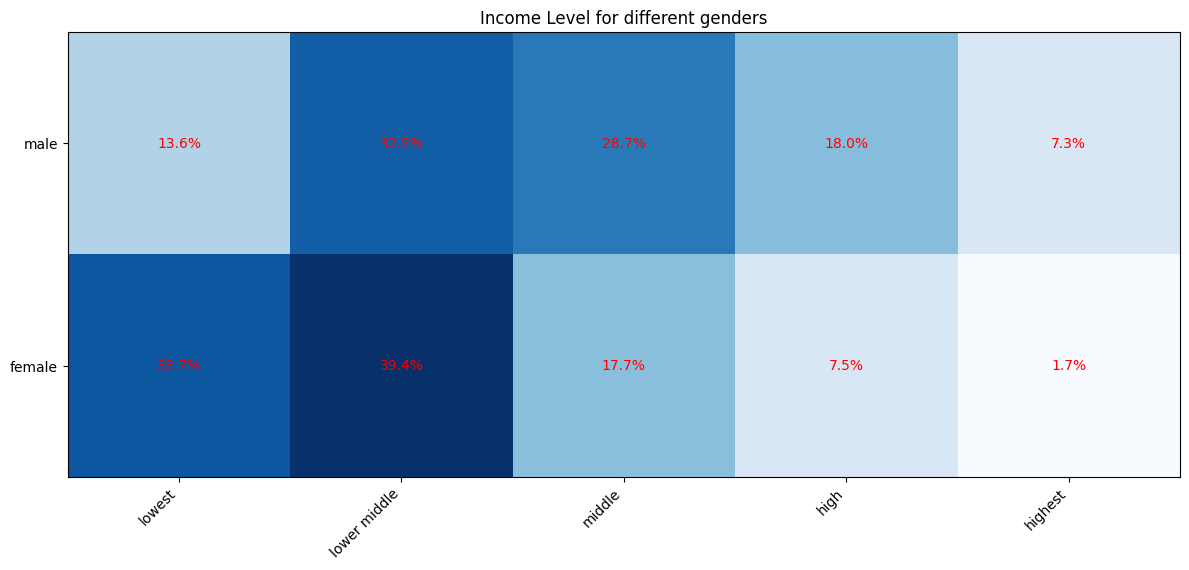 Income Level for different genders
male 13.6% 32.5% 28.7% 18.0% 7.3%
female 33.7% 39.4% 17.7% 7.5% 1.7%
lowest lower middle middle high highest